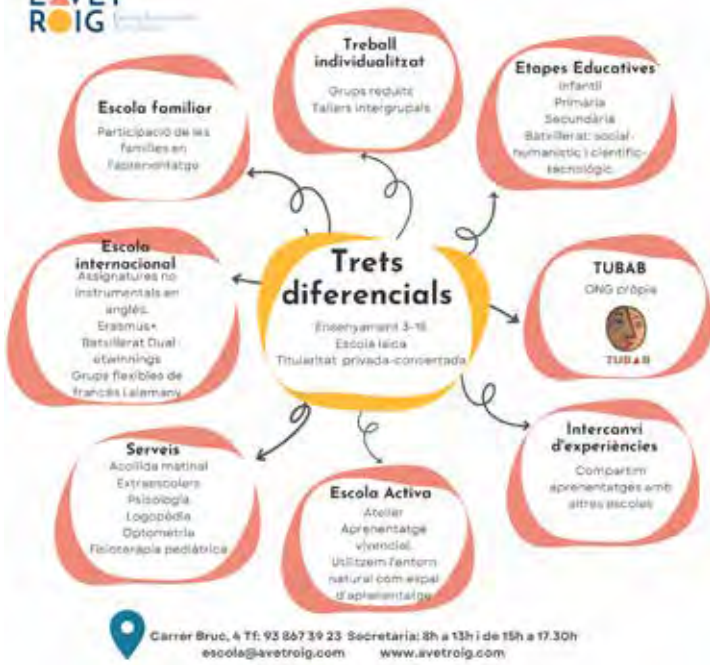 ROIG
Treball
individualitzat
Grups reduïts
Tallers intergrupals
Etapes Educatives
Infantil
Primària
Secundària
Batxillerat: social-
humanístic i científic-
tecnològic
Escola familiar
Participació de les
famílies en
l'aprenentatge
Escola
internacional
Assignatures no
instrumentals en
anglès.
Erasmus+
Batxillerat Dual
etwinnings
Grups flexibles de
francès i alemany
Trets
diferencials
Ensenyament 3-18
Escola laica
Titularitat privada-concertada
TUBAB
ONG pròpia
TUBAB
Serveis
Acollida matinal
Extraescolars
Psicologia
Logopèdia
Optometria
Fisioteràpia pediàtrica
Escola Activa
Atelier
Aprenentatge
vivencial.
Utilitzem l'entorn
natural com espai
d'aprenentatge
Intercanvi
d'experiències
Compartim
aprenentatges amb
altres escoles
Carrer Bruc, 4 Tf: 93 867 39 23 Secretaria: 8h a 13h i de 15h a 17.30h
escola@avetroig.com www.avetroig.com